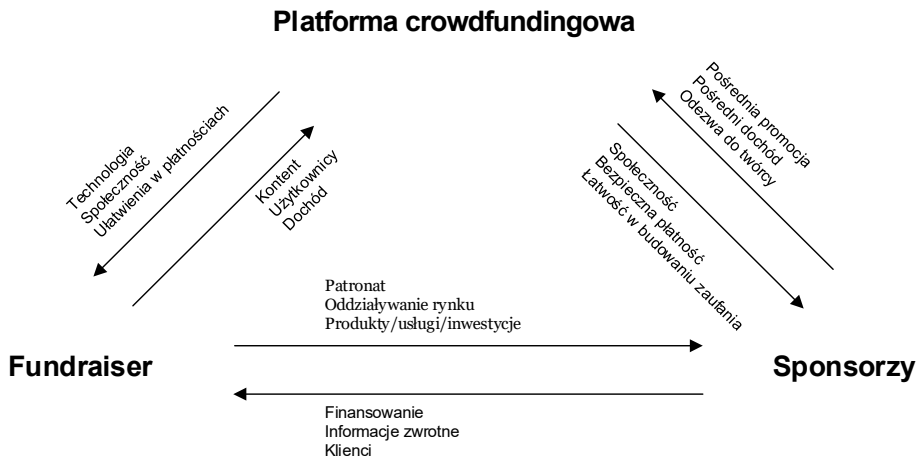 Platforma crowdfundingowa
Technologia
Społeczność
Ułatwienia w płatnościach
Kontent
Użytkownicy
Dochód
Pośrednia promocja
Pośredni dochód
Odezwa do twórcy
Społeczność
Bezpieczna płatność
Łatwość w budowaniu zaufania
Patronat
Oddziaływanie rynku
Produkty/usługi/inwestycje
Fundraiser
Sponsorzy
Finansowanie
Informacje zwrotne
Klienci